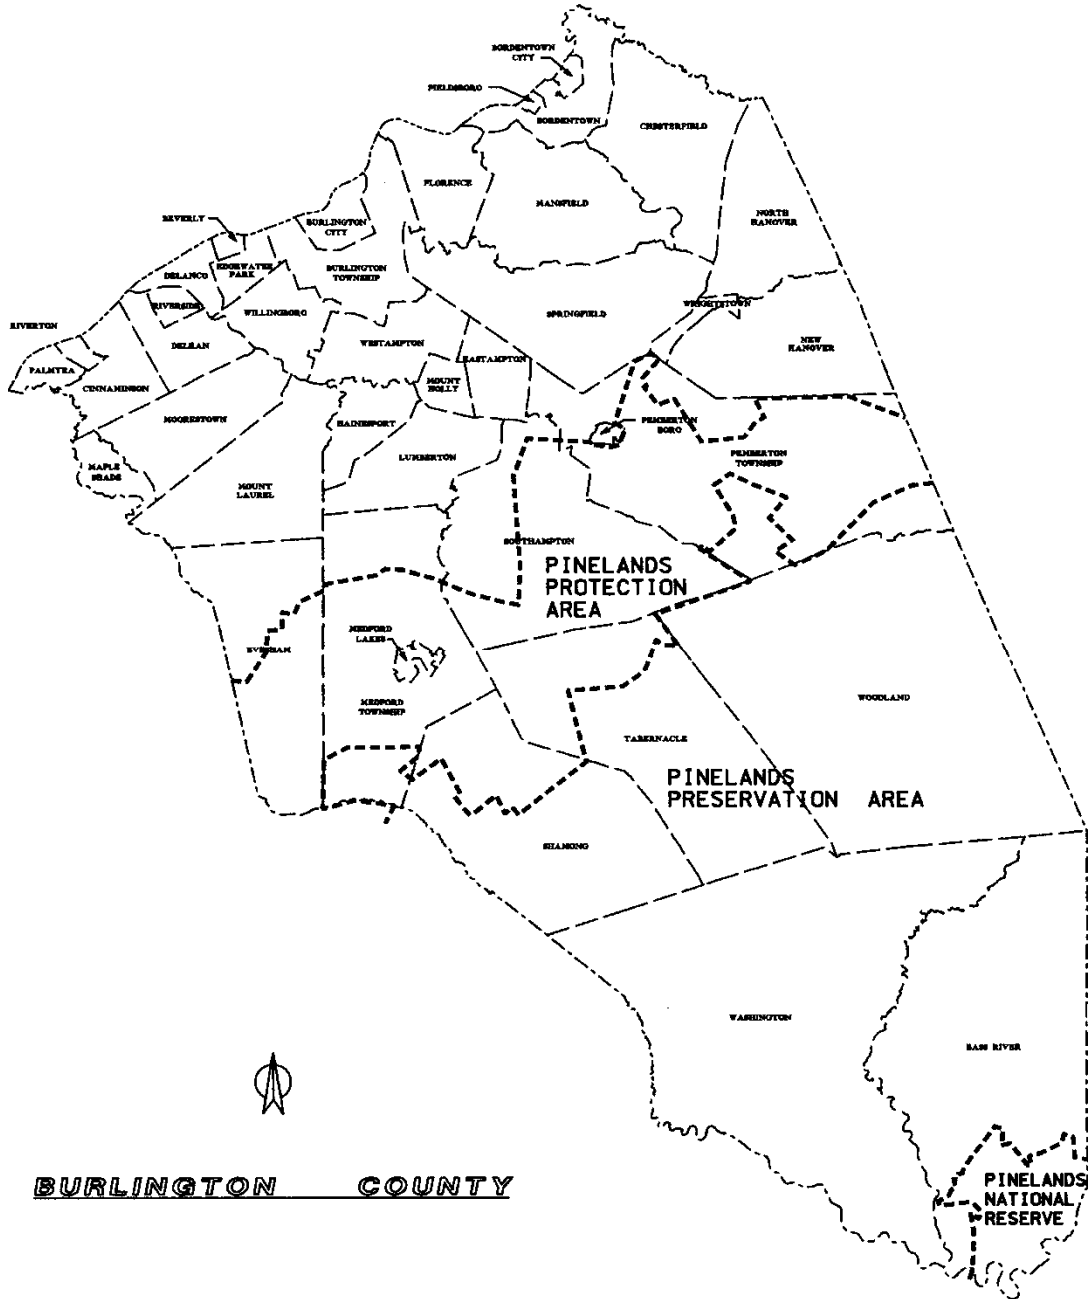 BORDENTOWN
CITY
FIELDSBORO
BORDENTOWN
CHESTERFIELD
FLORENCE
MANSFIELD
NORTH
HANOVER
BEVERLY
BURLINGTON
CITY
EDGEWATER
PARK
DELANCO
BURLINGTON
TOWNSHIP
RIVERSIDE
WILLINGBORO
SPRINGFIELD
WRIGHTSTOWN
RIVERTON
DELRAN
WESTAMPTON
NEW
HANOVER
PALMYRA
CINNAMINSON
EASTAMPTON
MOUNT
HOLLY
MOORESTOWN
HAINESPORT
PEMBERTON
BORO
MAPLE
SHADE
LUMBERTON
PEMBERTON
TOWNSHIP
MOUNT
LAUREL
SOUTHAMPTON
PINELANDS
PROTECTION
AREA
MEDFORD
LAKES
EVESHAM
MEDFORD
TOWNSHIP
WOODLAND
TABERNACLE
PINELANDS
PRESERVATION AREA
SHAMONG
WASHINGTON
BASS RIVER
BURLINGTON COUNTY
PINELANDS
NATIONAL
RESERVE